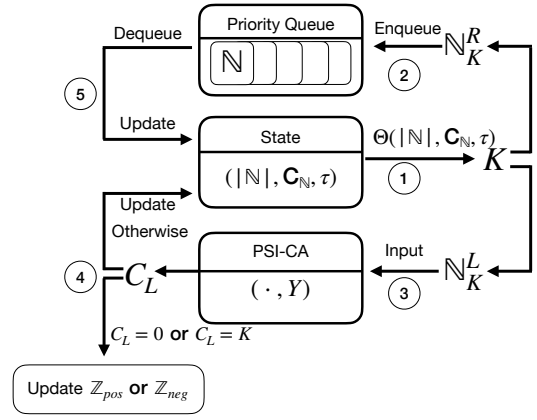 Dequeue
Priority Queue
ℕ
Enqueue
ℕ_K^R
2
5
Update
State
(|ℕ|, C_ℕ, τ)
Θ(|ℕ|, C_ℕ, τ)
K
1
Update
Otherwise
PSI-CA
(·, Y)
Input
ℕ_K^L
3
4
C_L
C_L = 0 or C_L = K
Update ℤ_pos or ℤ_neg